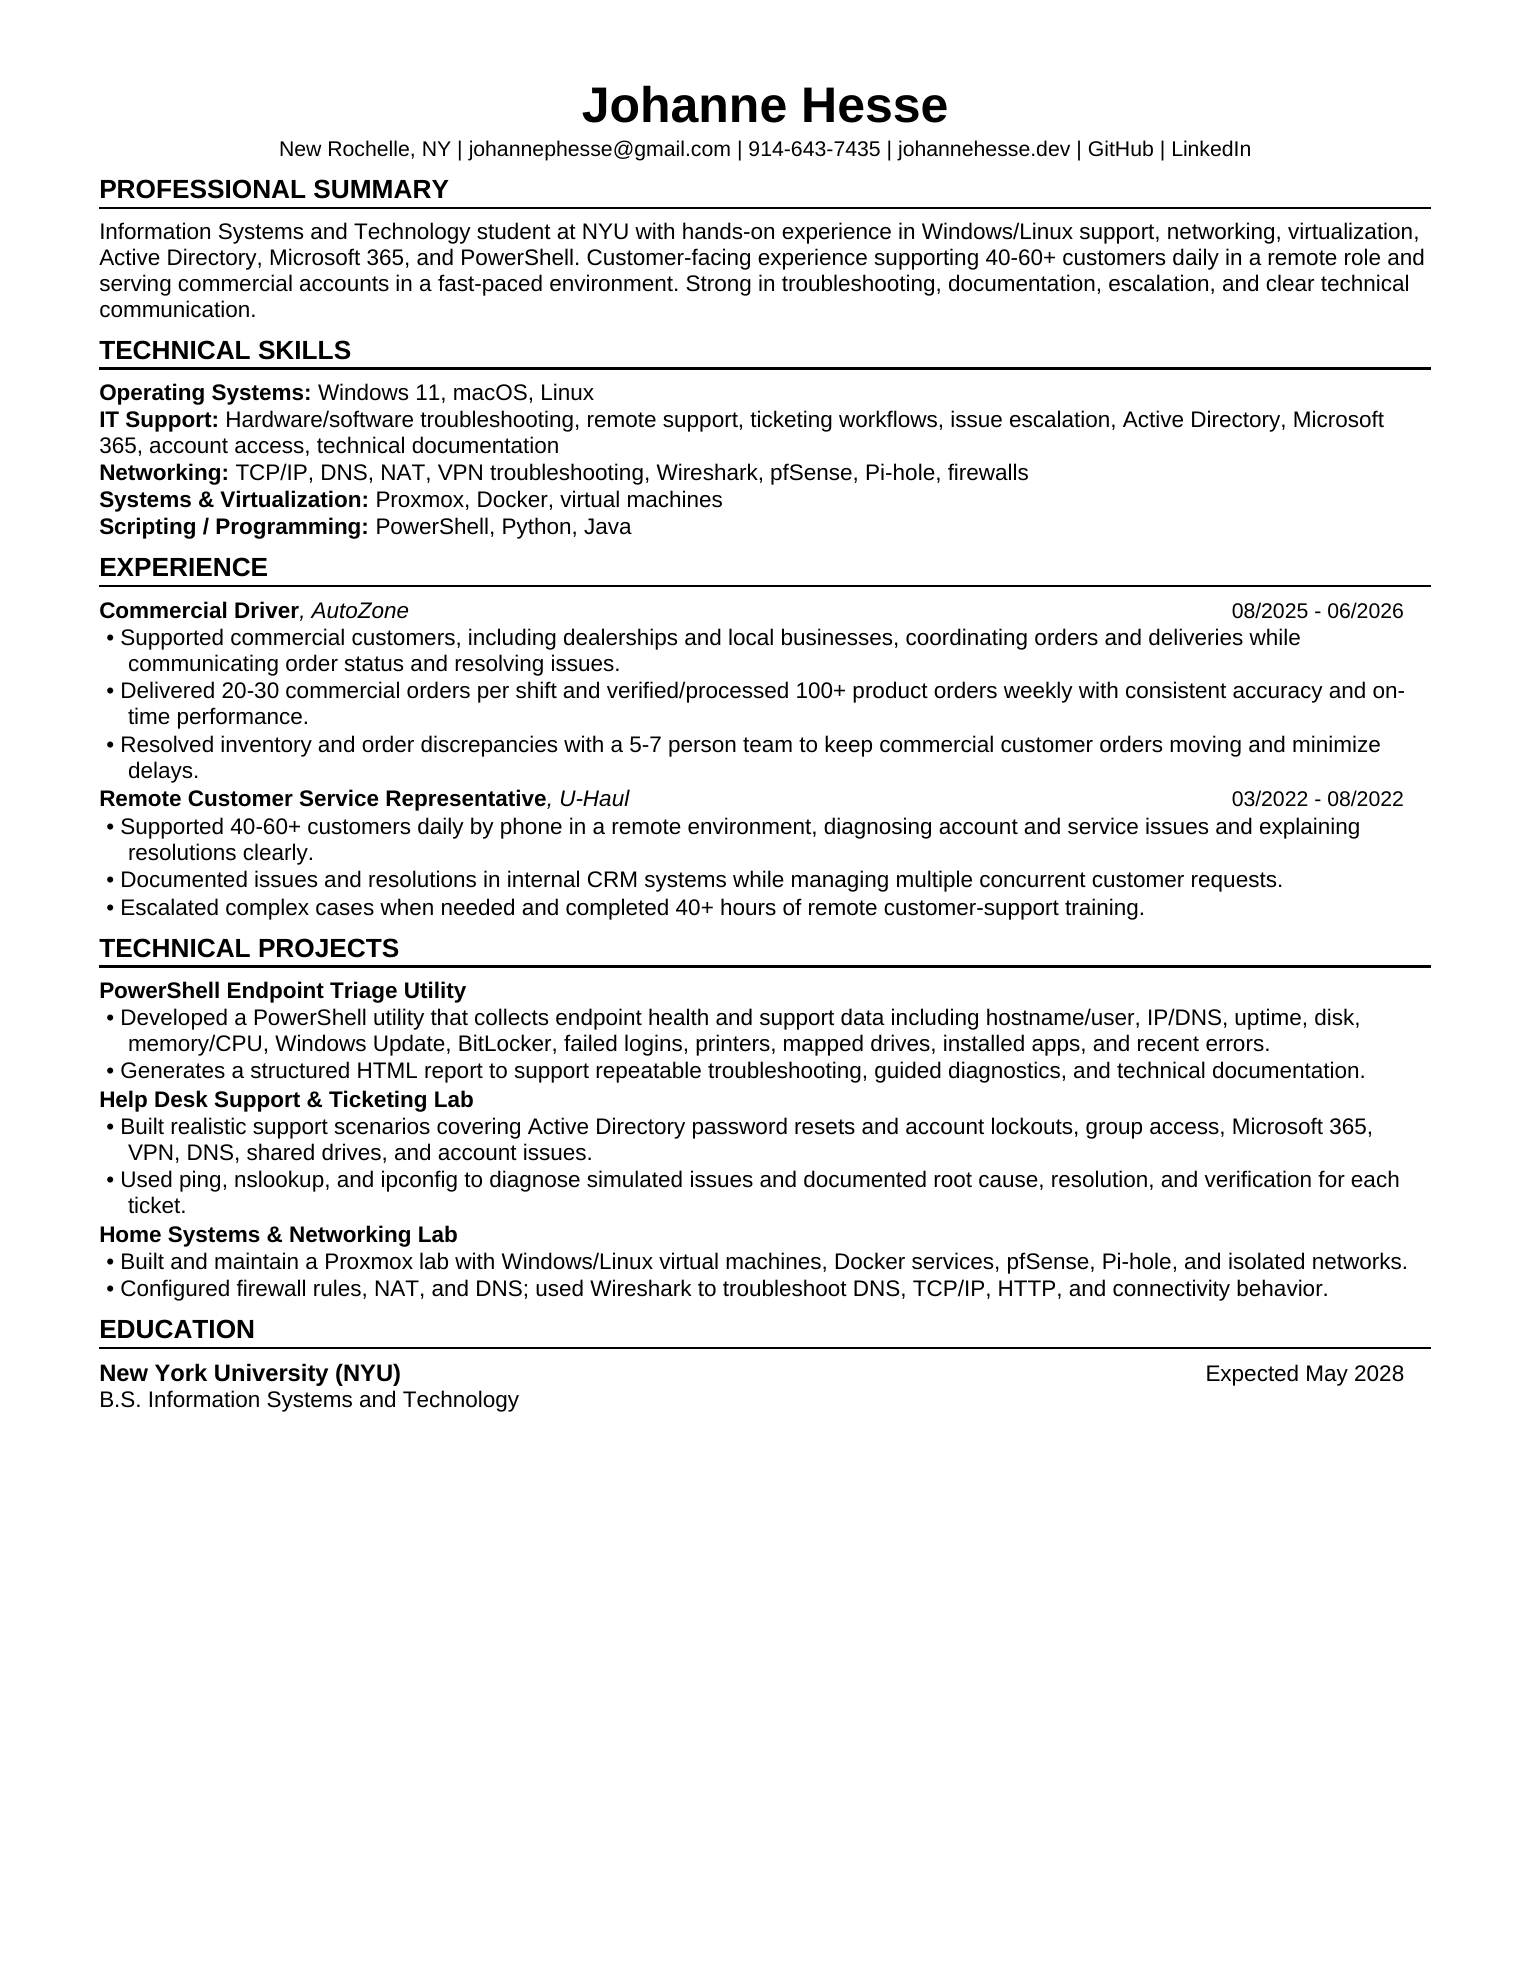 Johanne Hesse
New Rochelle, NY | johannephesse@gmail.com | 914-643-7435 | johannehesse.dev | GitHub | LinkedIn
PROFESSIONAL SUMMARY
Information Systems and Technology student at NYU with hands-on experience in Windows/Linux support, networking, virtualization,
Active Directory, Microsoft 365, and PowerShell. Customer-facing experience supporting 40-60+ customers daily in a remote role and
serving commercial accounts in a fast-paced environment. Strong in troubleshooting, documentation, escalation, and clear technical
communication.
TECHNICAL SKILLS
Operating Systems: Windows 11, macOS, Linux
IT Support: Hardware/software troubleshooting, remote support, ticketing workflows, issue escalation, Active Directory, Microsoft
365, account access, technical documentation
Networking: TCP/IP, DNS, NAT, VPN troubleshooting, Wireshark, pfSense, Pi-hole, firewalls
Systems & Virtualization: Proxmox, Docker, virtual machines
Scripting / Programming: PowerShell, Python, Java
EXPERIENCE
Commercial Driver, AutoZone 08/2025 - 06/2026
• Supported commercial customers, including dealerships and local businesses, coordinating orders and deliveries while
communicating order status and resolving issues.
• Delivered 20-30 commercial orders per shift and verified/processed 100+ product orders weekly with consistent accuracy and on-
time performance.
• Resolved inventory and order discrepancies with a 5-7 person team to keep commercial customer orders moving and minimize
delays.
Remote Customer Service Representative, U-Haul 03/2022 - 08/2022
• Supported 40-60+ customers daily by phone in a remote environment, diagnosing account and service issues and explaining
resolutions clearly.
• Documented issues and resolutions in internal CRM systems while managing multiple concurrent customer requests.
• Escalated complex cases when needed and completed 40+ hours of remote customer-support training.
TECHNICAL PROJECTS
PowerShell Endpoint Triage Utility
• Developed a PowerShell utility that collects endpoint health and support data including hostname/user, IP/DNS, uptime, disk,
memory/CPU, Windows Update, BitLocker, failed logins, printers, mapped drives, installed apps, and recent errors.
• Generates a structured HTML report to support repeatable troubleshooting, guided diagnostics, and technical documentation.
Help Desk Support & Ticketing Lab
• Built realistic support scenarios covering Active Directory password resets and account lockouts, group access, Microsoft 365,
VPN, DNS, shared drives, and account issues.
• Used ping, nslookup, and ipconfig to diagnose simulated issues and documented root cause, resolution, and verification for each
ticket.
Home Systems & Networking Lab
• Built and maintain a Proxmox lab with Windows/Linux virtual machines, Docker services, pfSense, Pi-hole, and isolated networks.
• Configured firewall rules, NAT, and DNS; used Wireshark to troubleshoot DNS, TCP/IP, HTTP, and connectivity behavior.
EDUCATION
New York University (NYU) Expected May 2028
B.S. Information Systems and Technology